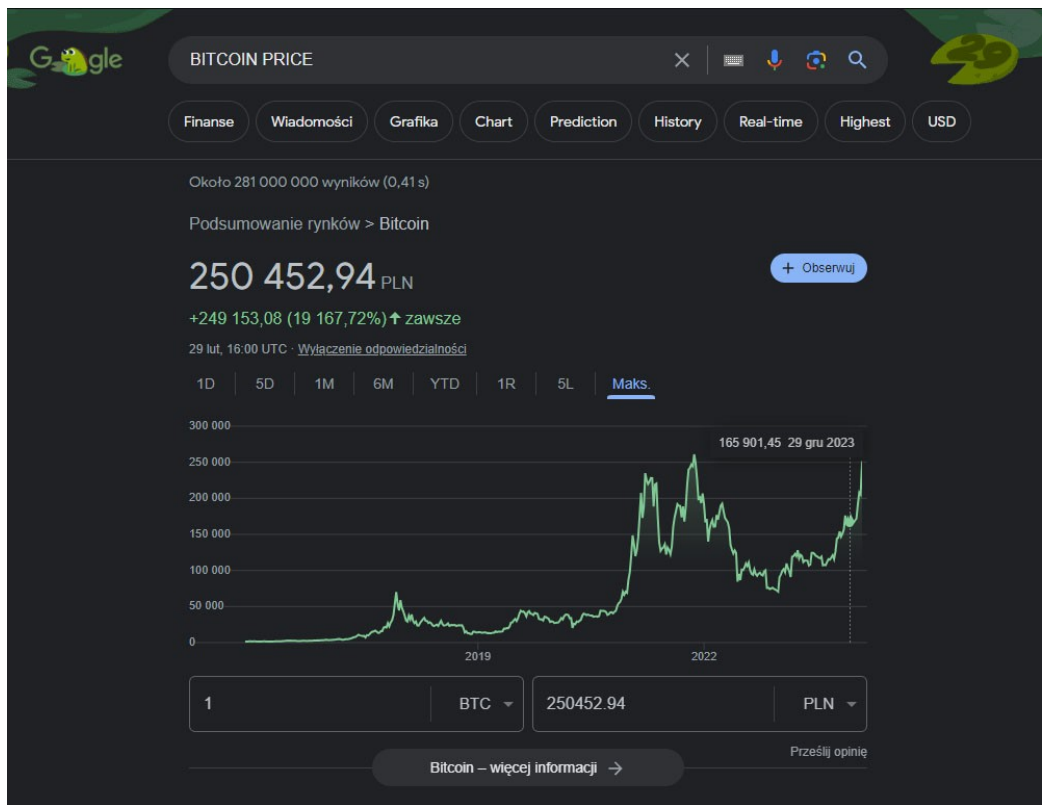 Google
BITCOIN PRICE
29
Finanse Wiadomości Grafika Chart Prediction History Real-time Highest USD
Około 281 000 000 wyników (0,41 s)
Podsumowanie rynków > Bitcoin
250 452,94 PLN
+ Obserwuj
+249 153,08 (19 167,72%) ↑ zawsze
29 lut, 16:00 UTC · Wyłączenie odpowiedzialności
1D 5D 1M 6M YTD 1R 5L Maks.
300 000
165 901,45 29 gru 2023
250 000
200 000
150 000
100 000
50 000
0
2019 2022
1 BTC 250452.94 PLN
Prześlij opinię
Bitcoin – więcej informacji →